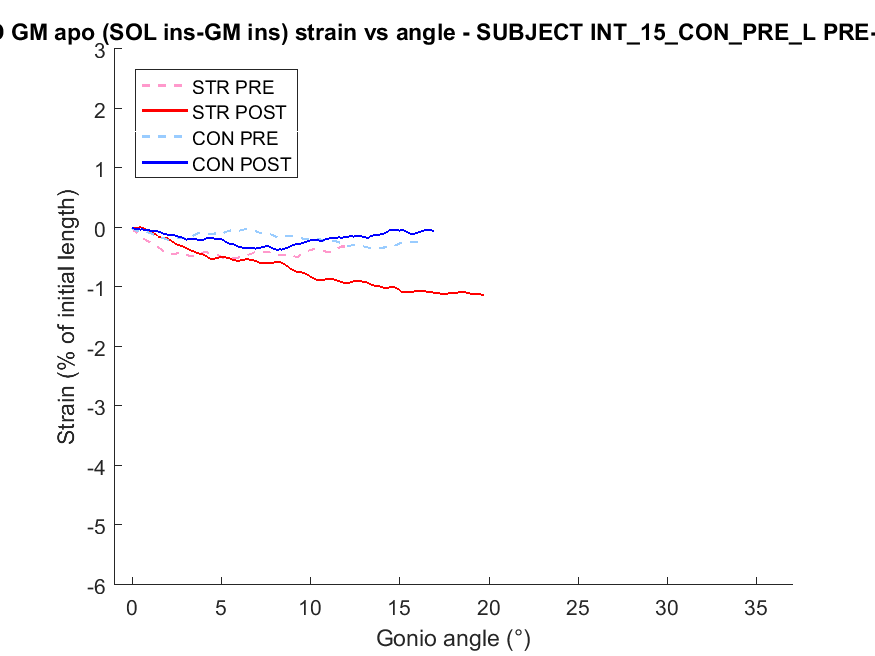 GM apo (SOL ins-GM ins) strain vs angle - SUBJECT INT_15_CON_PRE_L PRE-
3
2
1
0
-1
-2
-3
-4
-5
-6
STR PRE
STR POST
CON PRE
CON POST
Strain (% of initial length)
0 5 10 15 20 25 30 35
Gonio angle (°)